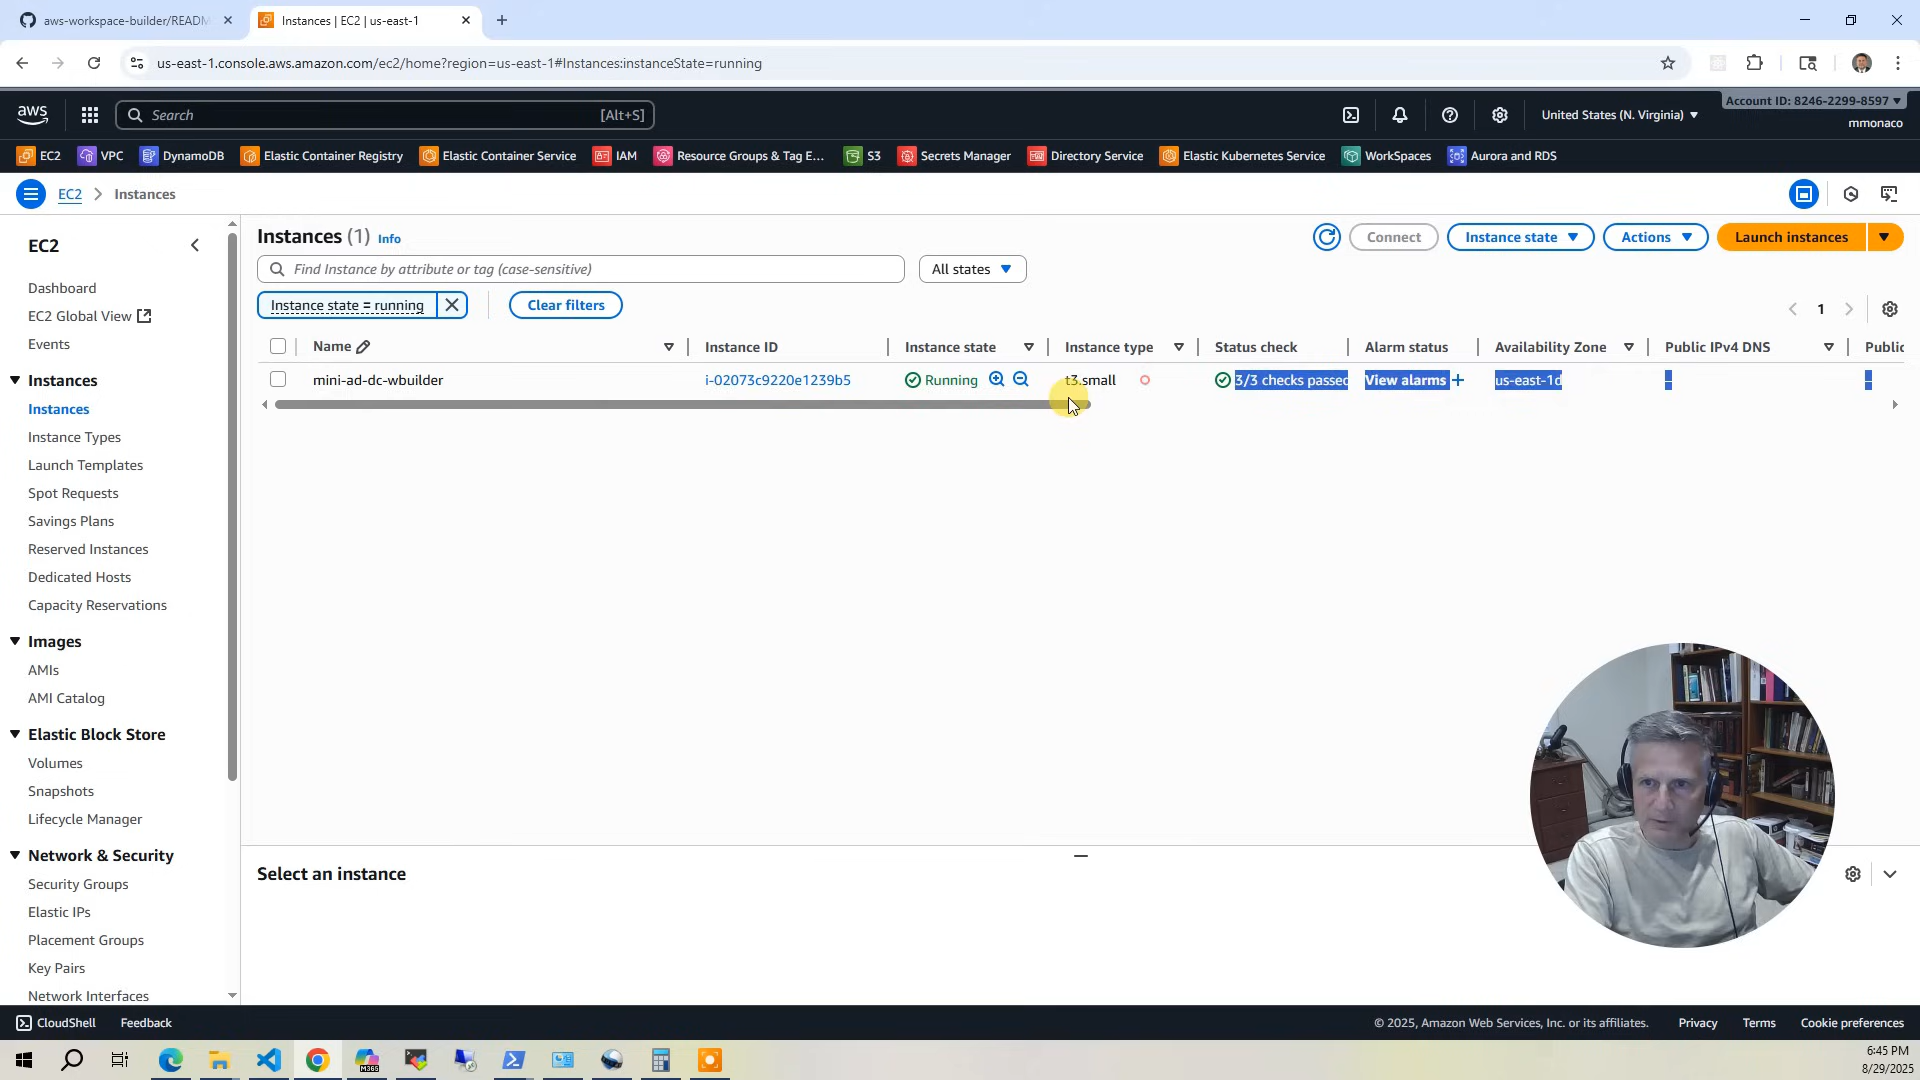 aws-workspace-builder/READM
Instances | EC2 | us-east-1
us-east-1.console.aws.amazon.com/ec2/home?region=us-east-1#Instances:instanceState=running
aws
Search
[Alt+S]
United States (N. Virginia)
Account ID: 8246-2299-8597
mmonaco
EC2
VPC
DynamoDB
Elastic Container Registry
Elastic Container Service
IAM
Resource Groups & Tag E...
S3
Secrets Manager
Directory Service
Elastic Kubernetes Service
WorkSpaces
Aurora and RDS
EC2 > Instances
EC2
Dashboard
EC2 Global View
Events
Instances
Instances
Instance Types
Launch Templates
Spot Requests
Savings Plans
Reserved Instances
Dedicated Hosts
Capacity Reservations
Images
AMIs
AMI Catalog
Elastic Block Store
Volumes
Snapshots
Lifecycle Manager
Network & Security
Security Groups
Elastic IPs
Placement Groups
Key Pairs
Network Interfaces
Instances (1) Info
Connect
Instance state
Actions
Launch instances
Find Instance by attribute or tag (case-sensitive)
All states
Instance state = running
Clear filters
1
Name
Instance ID
Instance state
Instance type
Status check
Alarm status
Availability Zone
Public IPv4 DNS
Public
mini-ad-dc-wbuilder
i-02073c9220e1239b5
Running
t3.small
3/3 checks passed
View alarms +
us-east-1d
–
–
Select an instance
CloudShell
Feedback
© 2025, Amazon Web Services, Inc. or its affiliates.
Privacy
Terms
Cookie preferences
M365
6:45 PM
8/29/2025